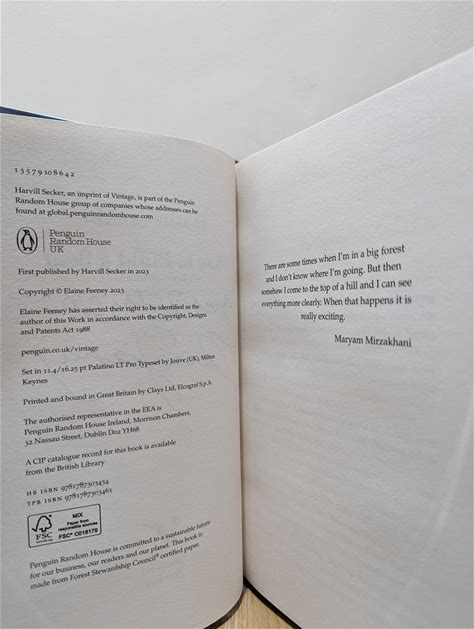 1 3 5 7 9 10 8 6 4 2
Harvill Secker, an imprint of Vintage, is part of the Penguin
Random House group of companies whose addresses can be
found at global.penguinrandomhouse.com
Penguin
Random House
UK
First published by Harvill Secker in 2023
Copyright © Elaine Feeney 2023
Elaine Feeney has asserted their right to be identified as the
author of this Work in accordance with the Copyright, Designs
and Patents Act 1988
penguin.co.uk/vintage
Set in 11.4/16.25 pt Palatino LT Pro Typeset by Jouve (UK), Milton
Keynes
Printed and bound in Great Britain by Clays Ltd, Elcograf S.p.A.
The authorised representative in the EEA is
Penguin Random House Ireland, Morrison Chambers,
32 Nassau Street, Dublin D02 YH68
A CIP catalogue record for this book is available
from the British Library
HB ISBN 9781787303454
TPB ISBN 9781787303461
FSC
MIX
Paper from
responsible sources
FSC® C018179
Penguin Random House is committed to a sustainable future
for our business, our readers and our planet. This book is
made from Forest Stewardship Council® certified paper.
There are some times when I'm in a big forest
and I don't know where I'm going. But then
somehow I come to the top of a hill and I can see
everything more clearly. When that happens it is
really exciting.
Maryam Mirzakhani